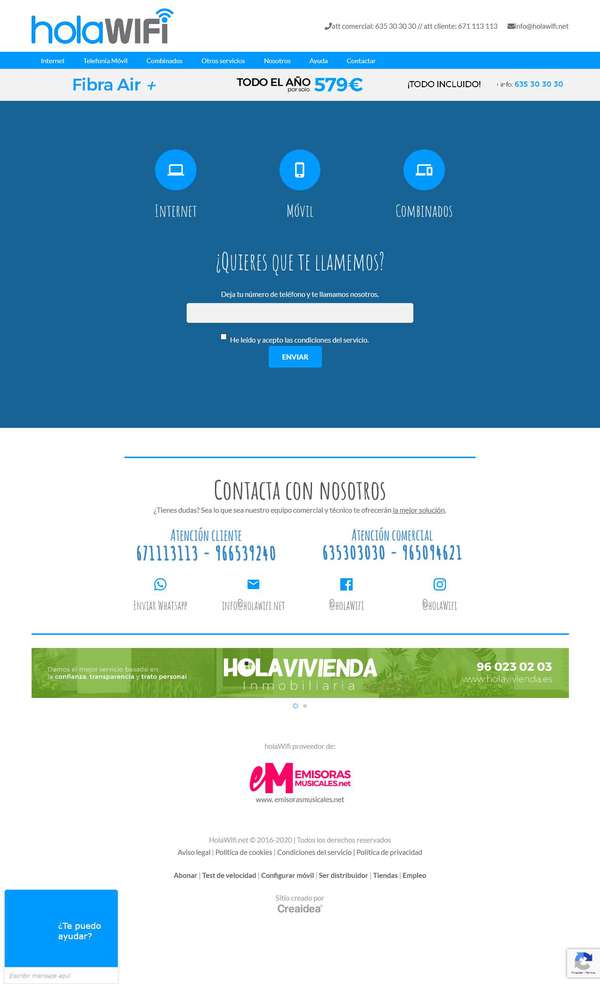 holaWIFI
att comercial: 635 30 30 30 // att cliente: 671 113 113
info@holawifi.net
Internet Telefonía Móvil Combinados Otros servicios Nosotros Ayuda Contactar
Fibra Air + TODO EL AÑO por solo 579€ ¡TODO INCLUIDO! + info: 635 30 30 30
Internet Móvil Combinados
¿Quieres que te llamemos?
Deja tu número de teléfono y te llamamos nosotros.
He leído y acepto las condiciones del servicio.
ENVIAR
Contacta con nosotros
¿Tienes dudas? Sea lo que sea nuestro equipo comercial y técnico te ofrecerán la mejor solución.
Atención cliente
671113113 - 966539240
Atención comercial
635303030 - 965094621
Enviar Whatsapp info@holawifi.net @holaWifi @holaWifi
Damos el mejor servicio basado en
la confianza, transparencia y trato personal
HOLAVIVIENDA
Inmobiliaria
96 023 02 03
www.holavivienda.es
holaWifi proveedor de:
eM EMISORAS
MUSICALES.net
www.emisorasmusicales.net
HolaWifi.net © 2016-2020 | Todos los derechos reservados
Aviso legal | Política de cookies | Condiciones del servicio | Política de privacidad
Abonar | Test de velocidad | Configurar móvil | Ser distribuidor | Tiendas | Empleo
Sitio creado por
Creaidea
¿Te puedo
ayudar?
Escribir mensaje aquí